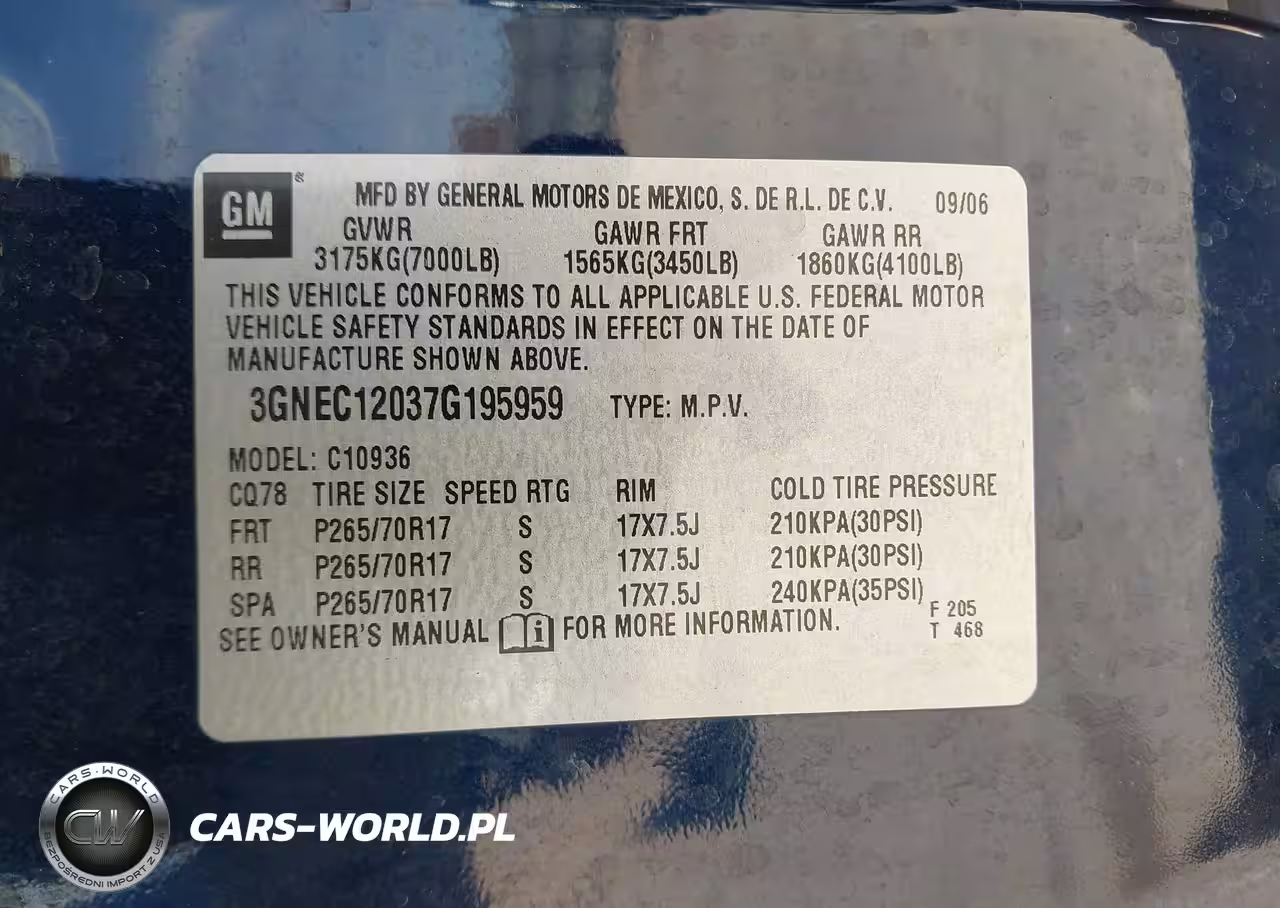 GM®
MFD BY GENERAL MOTORS DE MEXICO, S. DE R.L. DE C.V. 09/06
GVWR GAWR FRT GAWR RR
3175KG(7000LB) 1565KG(3450LB) 1860KG(4100LB)
THIS VEHICLE CONFORMS TO ALL APPLICABLE U.S. FEDERAL MOTOR
VEHICLE SAFETY STANDARDS IN EFFECT ON THE DATE OF
MANUFACTURE SHOWN ABOVE.
3GNEC12037G195959 TYPE: M.P.V.
MODEL: C10936
CQ78 TIRE SIZE SPEED RTG RIM COLD TIRE PRESSURE
FRT P265/70R17 S 17X7.5J 210KPA(30PSI)
RR P265/70R17 S 17X7.5J 210KPA(30PSI)
SPA P265/70R17 S 17X7.5J 240KPA(35PSI)
F 205
SEE OWNER'S MANUAL i FOR MORE INFORMATION.
T 468
CARS-WORLD
CW
BEZPOŚREDNI IMPORT Z USA
CARS-WORLD.PL